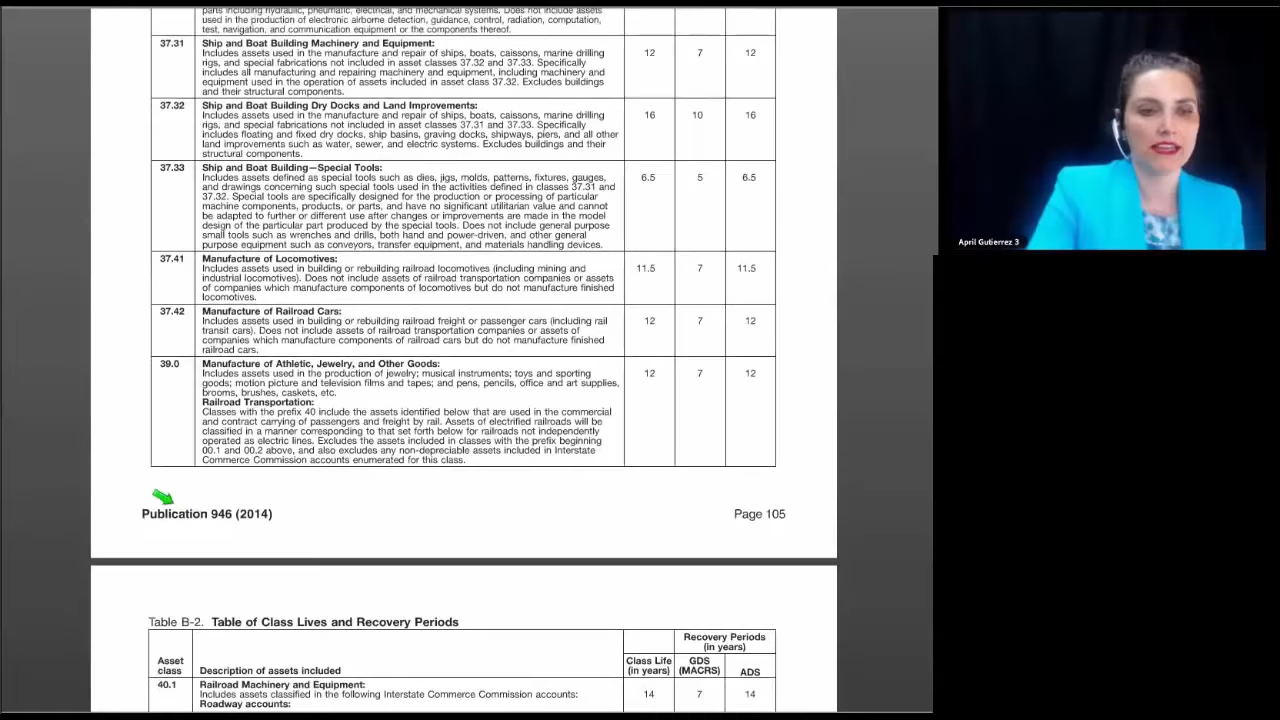 parts including hydraulic, pneumatic, electrical, and mechanical systems. Does not include assets
used in the production of electronic airborne detection, guidance, control, radiation, computation,
test, navigation, and communication equipment or the components thereof.
37.31 Ship and Boat Building Machinery and Equipment:
Includes assets used in the manufacture and repair of ships, boats, caissons, marine drilling 12 7 12
rigs, and special fabrications not included in asset classes 37.32 and 37.33. Specifically
includes all manufacturing and repairing machinery and equipment, including machinery and
equipment used in the operation of assets included in asset class 37.32. Excludes buildings
and their structural components.
37.32 Ship and Boat Building Dry Docks and Land Improvements:
Includes assets used in the manufacture and repair of ships, boats, caissons, marine drilling 16 10 16
rigs, and special fabrications not included in asset classes 37.31 and 37.33. Specifically
includes floating and fixed dry docks, ship basins, graving docks, shipways, piers, and all other
land improvements such as water, sewer, and electric systems. Excludes buildings and their
structural components.
37.33 Ship and Boat Building—Special Tools:
Includes assets defined as special tools such as dies, jigs, molds, patterns, fixtures, gauges, 6.5 5 6.5
and drawings concerning such special tools used in the activities defined in classes 37.31 and
37.32. Special tools are specifically designed for the production or processing of particular
machine components, products, or parts, and have no significant utilitarian value and cannot
be adapted to further or different use after changes or improvements are made in the model
design of the particular part produced by the special tools. Does not include general purpose
small tools such as wrenches and drills, both hand and power-driven, and other general
purpose equipment such as conveyors, transfer equipment, and materials handling devices.
37.41 Manufacture of Locomotives:
Includes assets used in building or rebuilding railroad locomotives (including mining and 11.5 7 11.5
industrial locomotives). Does not include assets of railroad transportation companies or assets
of companies which manufacture components of locomotives but do not manufacture finished
locomotives.
37.42 Manufacture of Railroad Cars:
Includes assets used in building or rebuilding railroad freight or passenger cars (including rail 12 7 12
transit cars). Does not include assets of railroad transportation companies or assets of
companies which manufacture components of railroad cars but do not manufacture finished
railroad cars.
39.0 Manufacture of Athletic, Jewelry, and Other Goods:
Includes assets used in the production of jewelry; musical instruments; toys and sporting 12 7 12
goods; motion picture and television films and tapes; and pens, pencils, office and art supplies,
brooms, brushes, caskets, etc.
Railroad Transportation:
Classes with the prefix 40 include the assets identified below that are used in the commercial
and contract carrying of passengers and freight by rail. Assets of electrified railroads will be
classified in a manner corresponding to that set forth below for railroads not independently
operated as electric lines. Excludes the assets included in classes with the prefix beginning
00.1 and 00.2 above, and also excludes any non-depreciable assets included in Interstate
Commerce Commission accounts enumerated for this class.
Publication 946 (2014) Page 105
Table B-2. Table of Class Lives and Recovery Periods
Recovery Periods
(in years)
Asset class Description of assets included Class Life (in years) GDS (MACRS) ADS
40.1 Railroad Machinery and Equipment:
Includes assets classified in the following Interstate Commerce Commission accounts: 14 7 14
Roadway accounts:
April Gutierrez 3